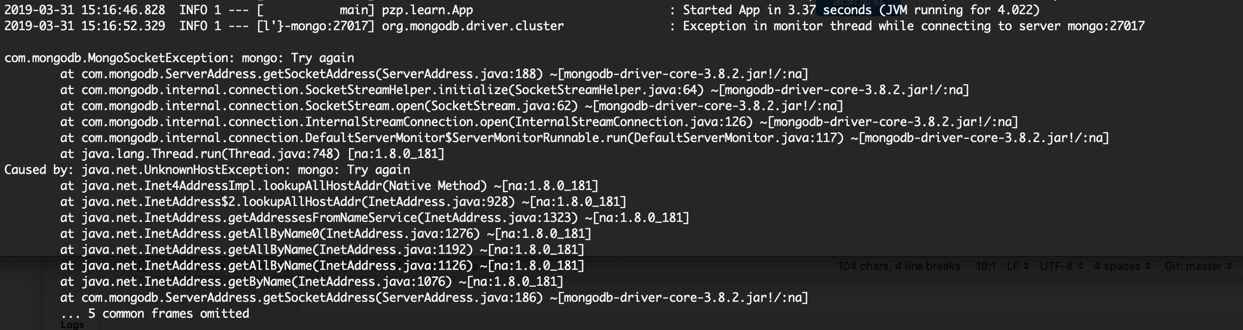 2019-03-31 15:16:46.828  INFO 1 --- [           main] pzp.learn.App                            : Started App in 3.37 seconds (JVM running for 4.022)
2019-03-31 15:16:52.329  INFO 1 --- [l'}-mongo:27017] org.mongodb.driver.cluster               : Exception in monitor thread while connecting to server mongo:27017
com.mongodb.MongoSocketException: mongo: Try again
        at com.mongodb.ServerAddress.getSocketAddress(ServerAddress.java:188) ~[mongodb-driver-core-3.8.2.jar!/:na]
        at com.mongodb.internal.connection.SocketStreamHelper.initialize(SocketStreamHelper.java:64) ~[mongodb-driver-core-3.8.2.jar!/:na]
        at com.mongodb.internal.connection.SocketStream.open(SocketStream.java:62) ~[mongodb-driver-core-3.8.2.jar!/:na]
        at com.mongodb.internal.connection.InternalStreamConnection.open(InternalStreamConnection.java:126) ~[mongodb-driver-core-3.8.2.jar!/:na]
        at com.mongodb.internal.connection.DefaultServerMonitor$ServerMonitorRunnable.run(DefaultServerMonitor.java:117) ~[mongodb-driver-core-3.8.2.jar!/:na]
        at java.lang.Thread.run(Thread.java:748) [na:1.8.0_181]
Caused by: java.net.UnknownHostException: mongo: Try again
        at java.net.Inet4AddressImpl.lookupAllHostAddr(Native Method) ~[na:1.8.0_181]
        at java.net.InetAddress$2.lookupAllHostAddr(InetAddress.java:928) ~[na:1.8.0_181]
        at java.net.InetAddress.getAddressesFromNameService(InetAddress.java:1323) ~[na:1.8.0_181]
        at java.net.InetAddress.getAllByName0(InetAddress.java:1276) ~[na:1.8.0_181]
        at java.net.InetAddress.getAllByName(InetAddress.java:1192) ~[na:1.8.0_181]
        at java.net.InetAddress.getAllByName(InetAddress.java:1126) ~[na:1.8.0_181]
104 chars, 4 line breaks  19:1  LF  UTF-8  4 spaces  Git: master
        at java.net.InetAddress.getByName(InetAddress.java:1076) ~[na:1.8.0_181]
        at com.mongodb.ServerAddress.getSocketAddress(ServerAddress.java:186) ~[mongodb-driver-core-3.8.2.jar!/:na]
        ... 5 common frames omitted
Logs